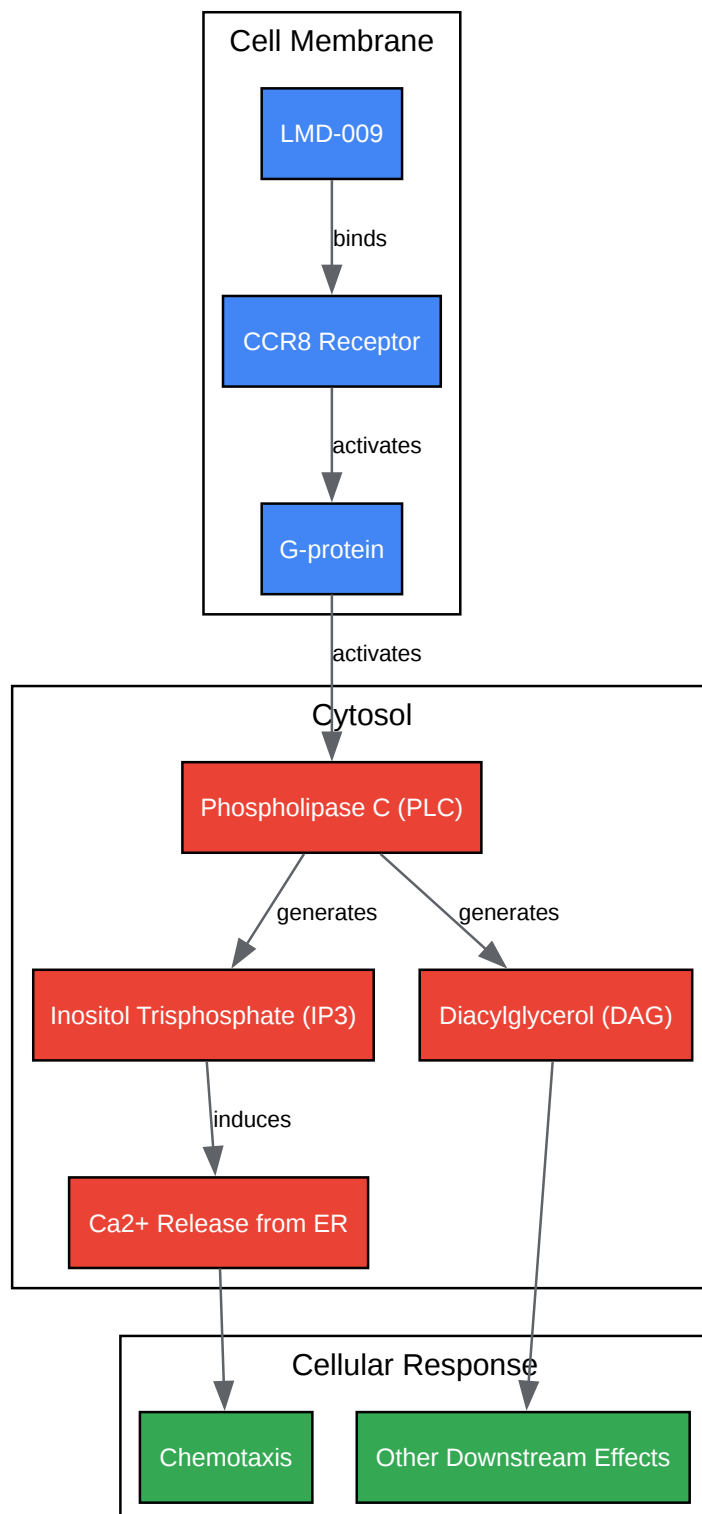 Cell Membrane
LMD-009
binds
CCR8 Receptor
activates
G-protein
activates
Cytosol
Phospholipase C (PLC)
generates
generates
Inositol Trisphosphate (IP3)
Diacylglycerol (DAG)
induces
Ca2+ Release from ER
Cellular Response
Chemotaxis
Other Downstream Effects